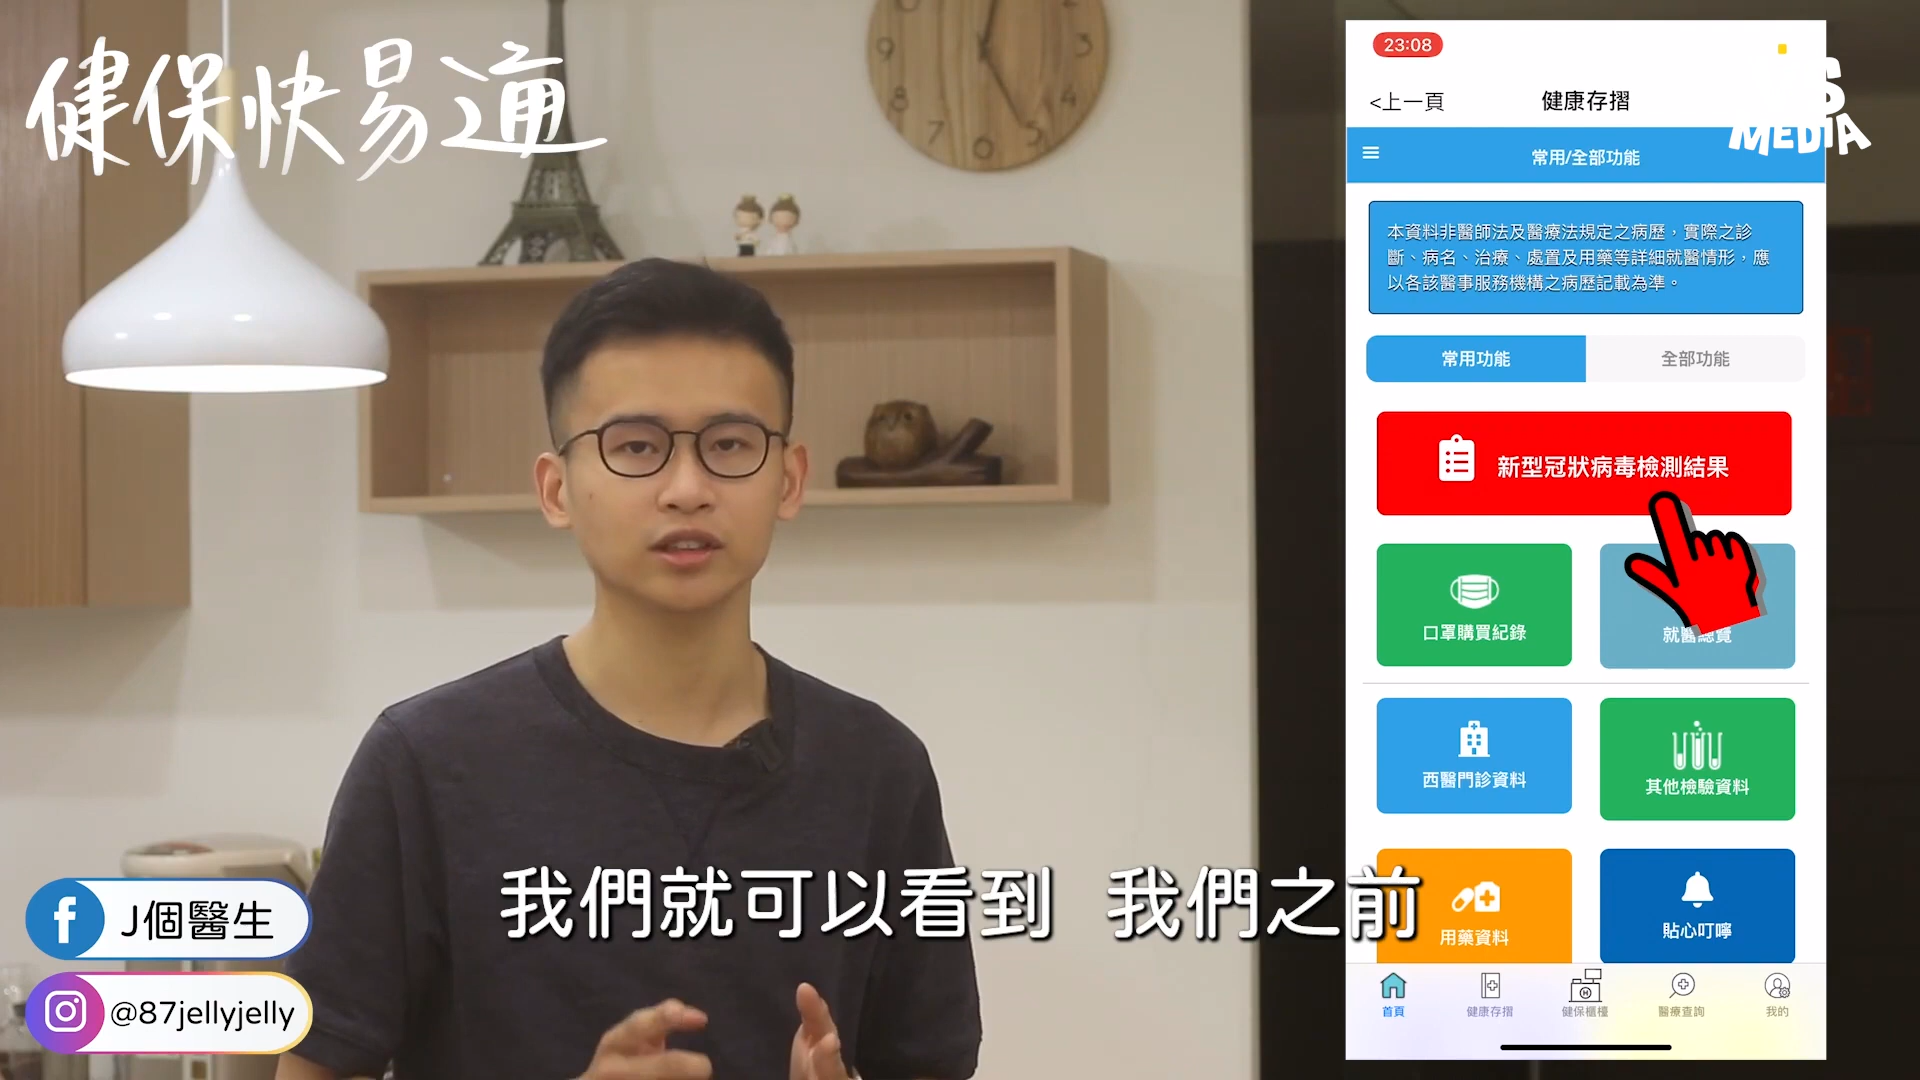 健保快易通
23:08
<上一頁
健康存摺
S
MEDIA
常用/全部功能
本資料非醫師法及醫療法規定之病歷，實際之診
斷、病名、治療、處置及用藥等詳細就醫情形，應
以各該醫事服務機構之病歷記載為準。
常用功能
全部功能
新型冠狀病毒檢測結果
口罩購買紀錄
就醫總覽
西醫門診資料
其他檢驗資料
用藥資料
貼心叮嚀
首頁
健康存摺
健保櫃檯
醫療查詢
我的
我們就可以看到 我們之前
J個醫生
@87jellyjelly